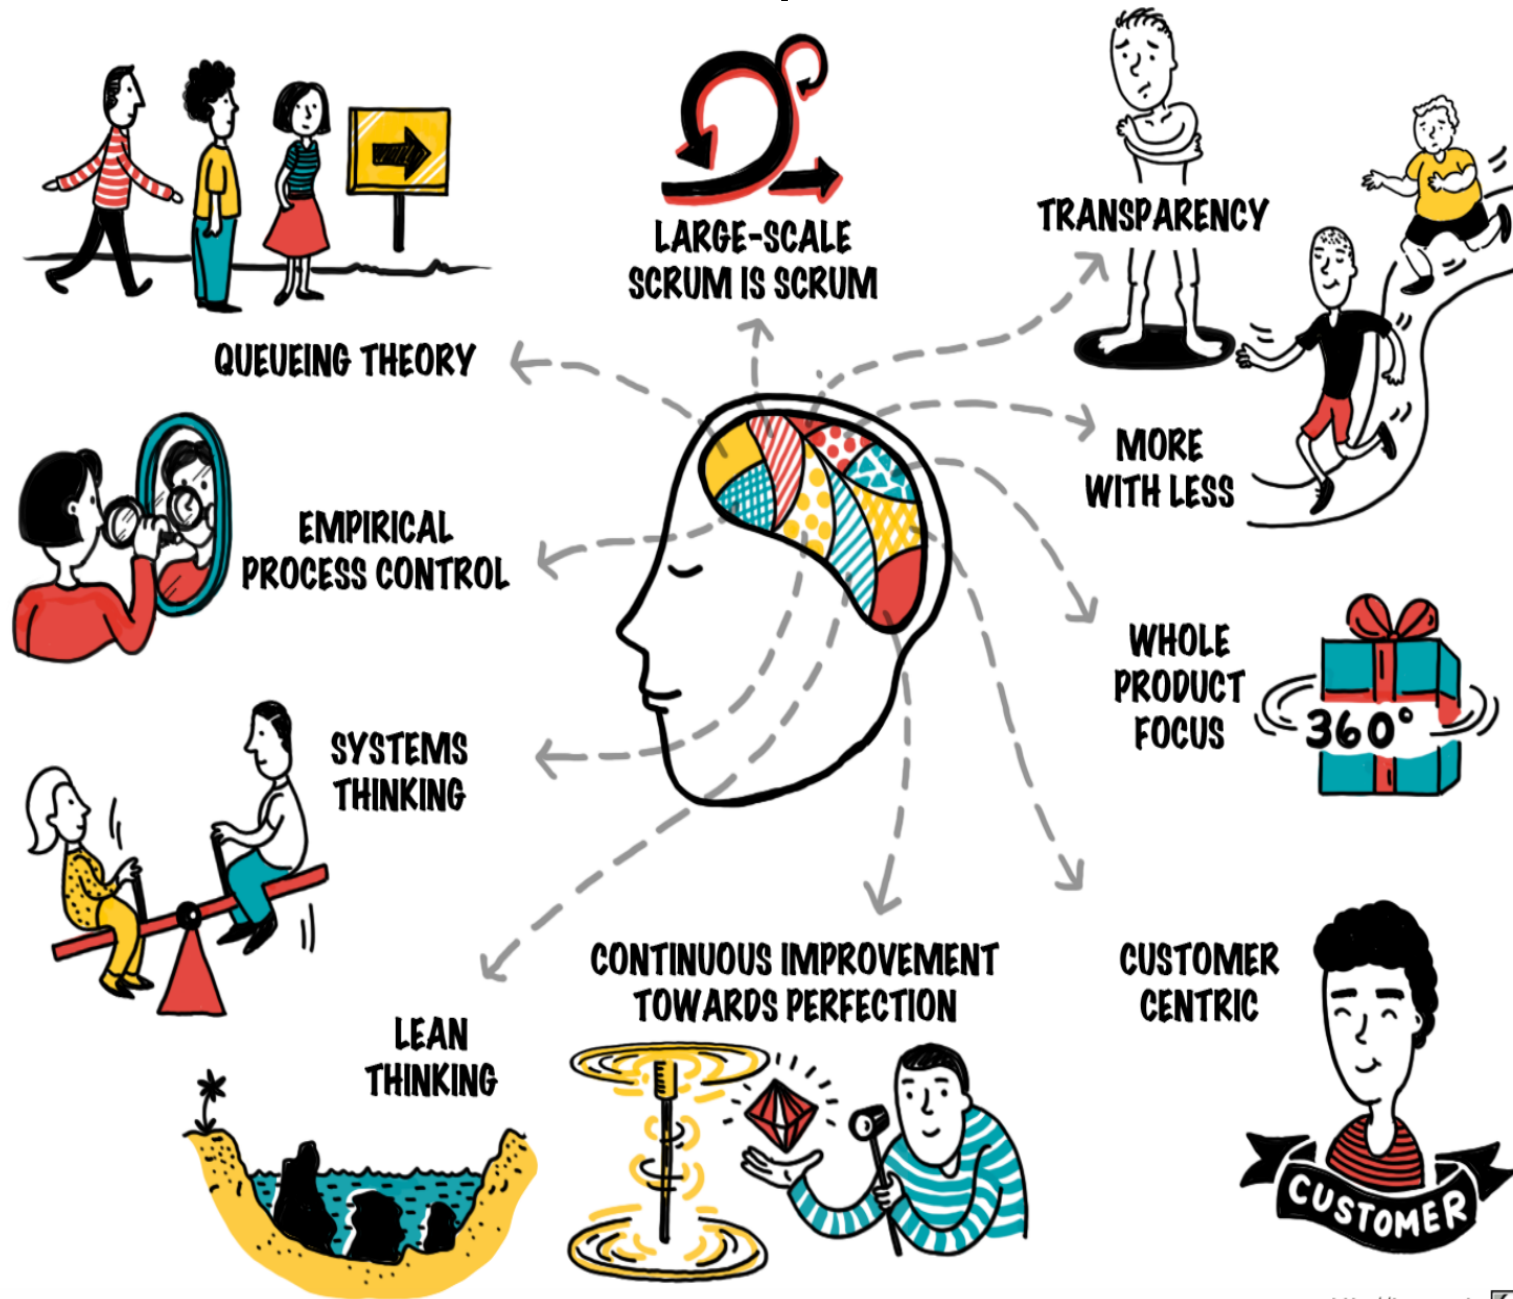 LARGE-SCALE
SCRUM IS SCRUM
TRANSPARENCY
QUEUEING THEORY
MORE
WITH LESS
EMPIRICAL
PROCESS CONTROL
WHOLE
PRODUCT
FOCUS
360°
SYSTEMS
THINKING
CONTINUOUS IMPROVEMENT
TOWARDS PERFECTION
CUSTOMER
CENTRIC
LEAN
THINKING
CUSTOMER